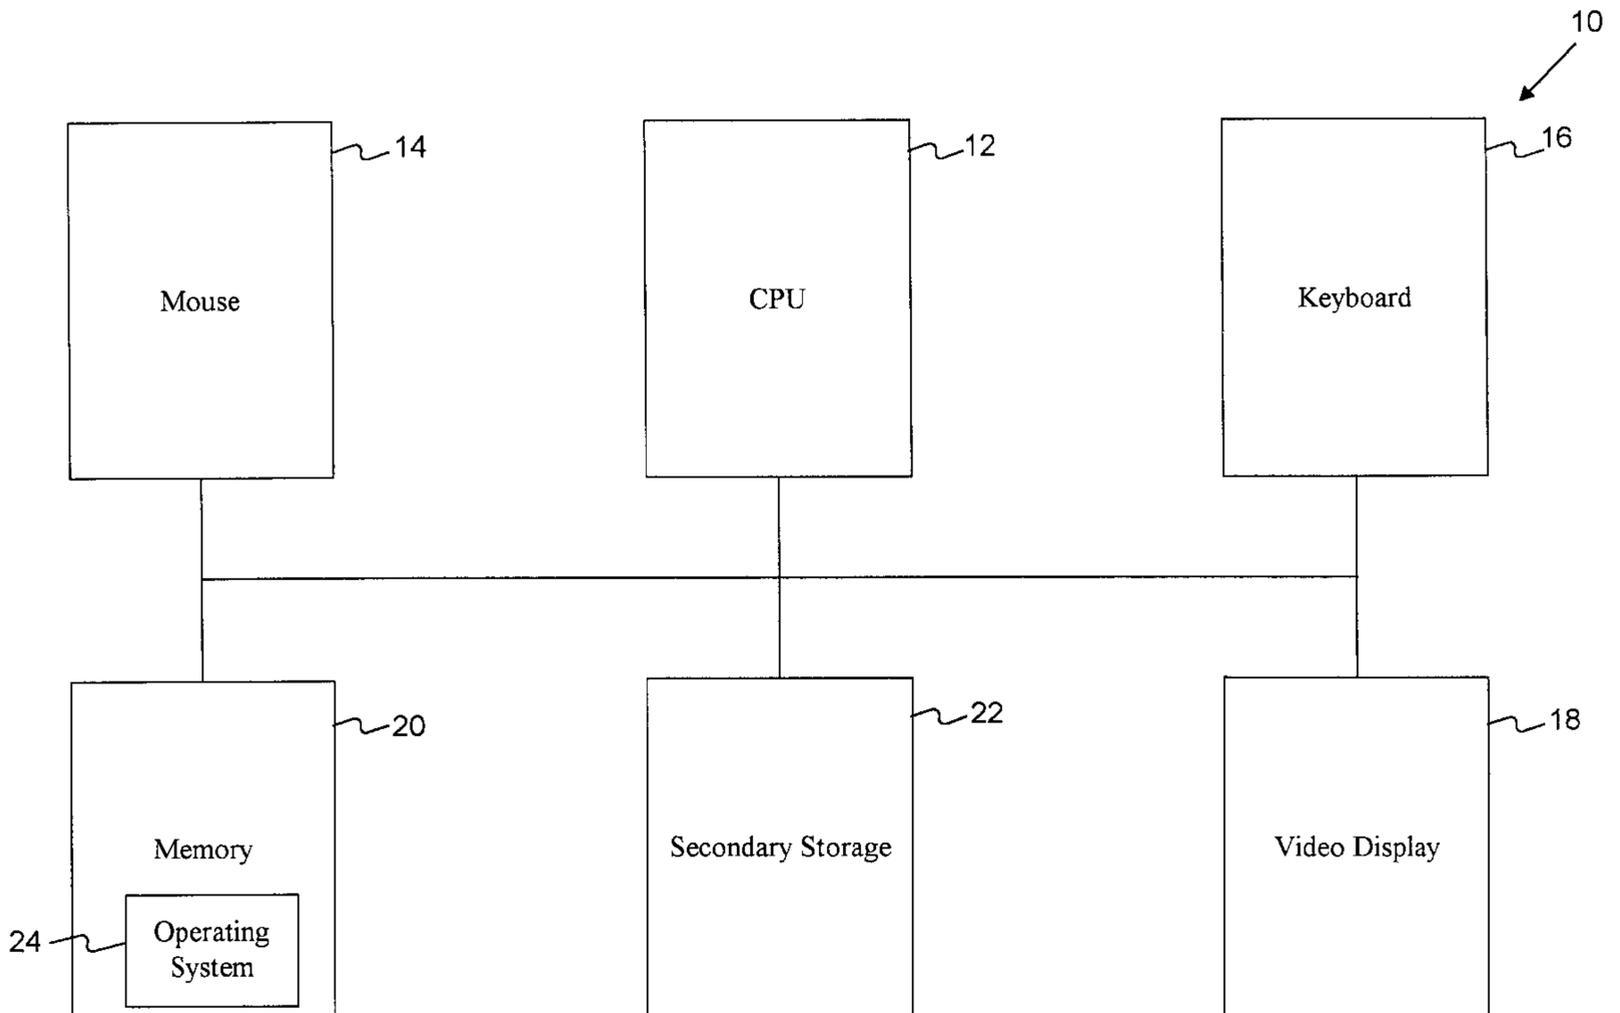 10
14
12
16
Mouse
CPU
Keyboard
20
22
18
Memory
Secondary Storage
Video Display
24
Operating
System